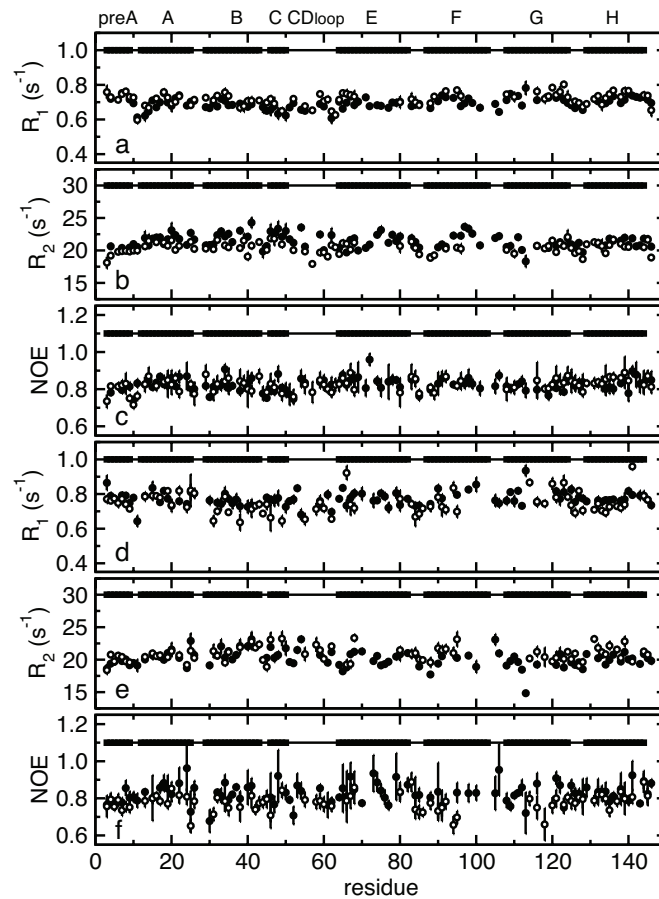 preA A B C CDloop E F G H
R₁ (s⁻¹)
1.0
0.8
0.6
0.4
a
R₂ (s⁻¹)
30
25
20
15
b
NOE
1.2
1.0
0.8
0.6
c
R₁ (s⁻¹)
1.0
0.8
0.6
0.4
d
R₂ (s⁻¹)
30
25
20
15
e
NOE
1.2
1.0
0.8
0.6
f
0 20 40 60 80 100 120 140
residue